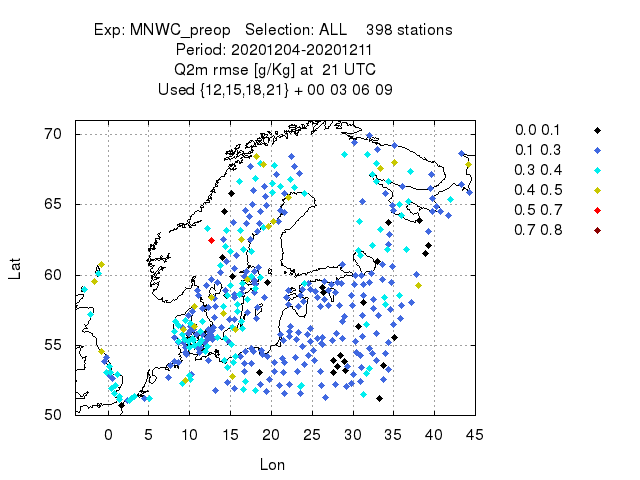 Exp: MNWC_preop   Selection: ALL    398 stations
Period: 20201204-20201211
Q2m rmse [g/Kg] at  21 UTC
Used {12,15,18,21} + 00 03 06 09
0.0 0.1
0.1 0.3
0.3 0.4
0.4 0.5
0.5 0.7
0.7 0.8
70
65
60
55
50
Lat
0 5 10 15 20 25 30 35 40 45
Lon